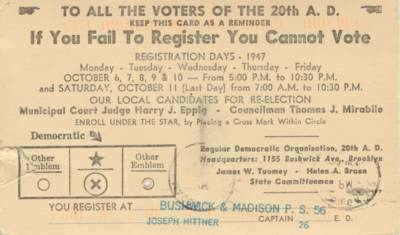 TO ALL THE VOTERS OF THE 20th A. D.
KEEP THIS CARD AS A REMINDER
If You Fail To Register You Cannot Vote
REGISTRATION DAYS - 1947
Monday - Tuesday - Wednesday - Thursday - Friday
OCTOBER 6, 7, 8, 9 & 10 — From 5:00 P.M. to 10:30 P.M.
and SATURDAY, OCTOBER 11 (Last Day) from 7:00 A.M. to 10:30 P.M.
OUR LOCAL CANDIDATES FOR RE-ELECTION
Municipal Court Judge Harry J. Eppig - Councilman Thomas J. Mirabile
ENROLL UNDER THE STAR, by Placing a Cross Mark Within Circle
Democratic
Other Emblem
Other Emblem
Regular Democratic Organization, 20th A. D.
Headquarters: 1155 Bushwick Ave., Brooklyn
James W. Toomey - Helen A.
State Committeemen
YOU REGISTER AT BUSHWICK & MADISON P. S. 56
JOSEPH HITTNER CAPTAIN 26 E. D.